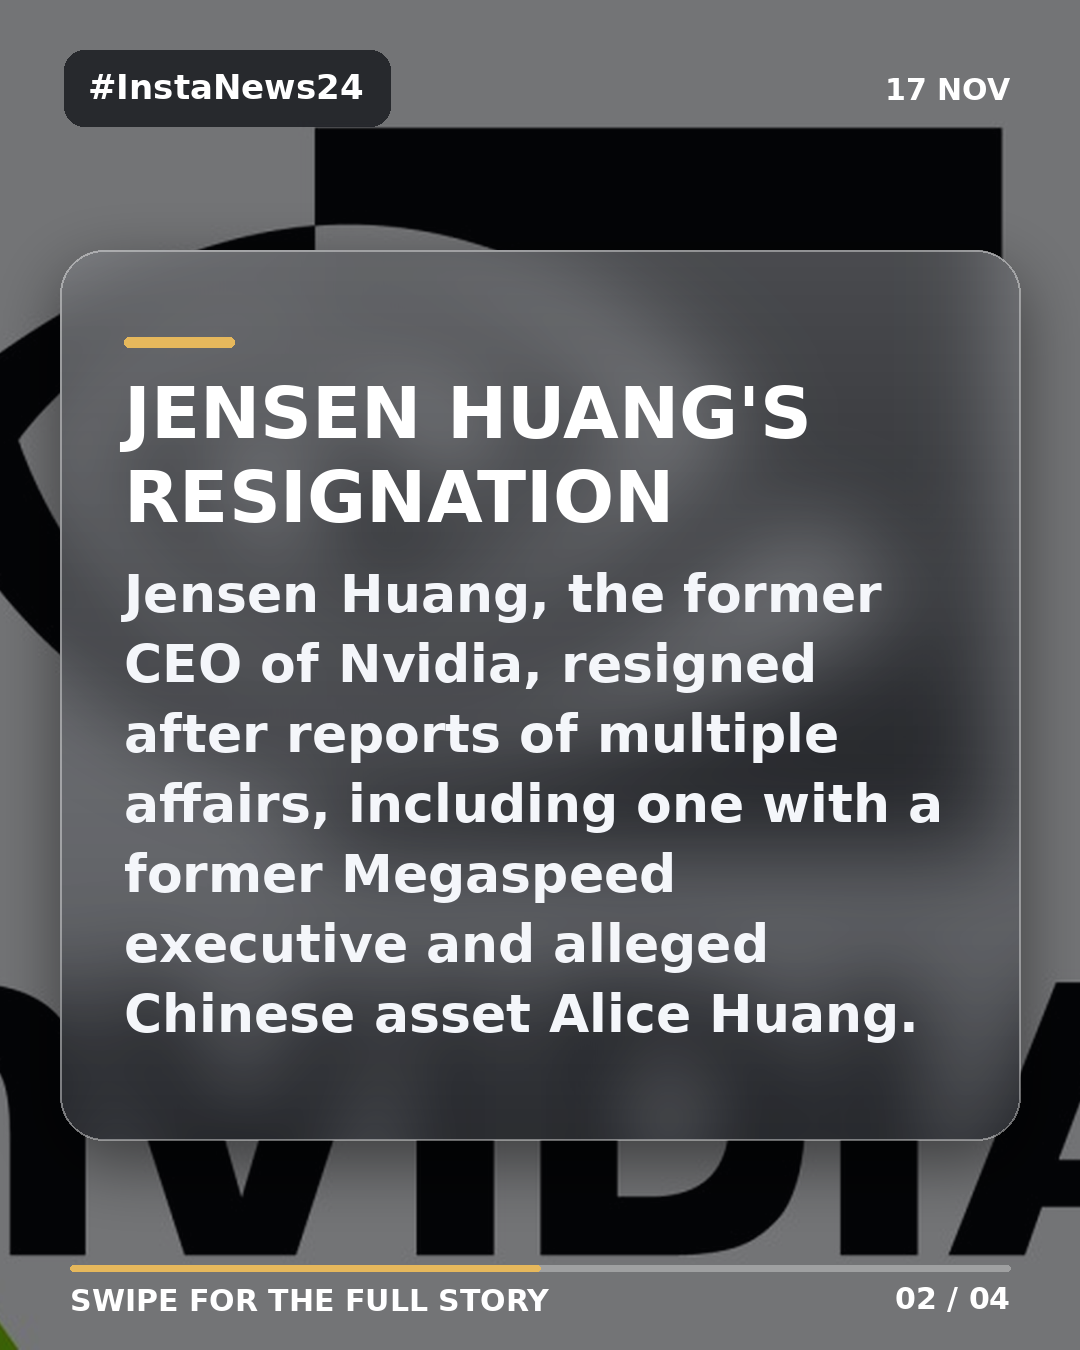 #InstaNews24
17 NOV
JENSEN HUANG'S
RESIGNATION
Jensen Huang, the former
CEO of Nvidia, resigned
after reports of multiple
affairs, including one with a
former Megaspeed
executive and alleged
Chinese asset Alice Huang.
nVIDIA
SWIPE FOR THE FULL STORY
02 / 04